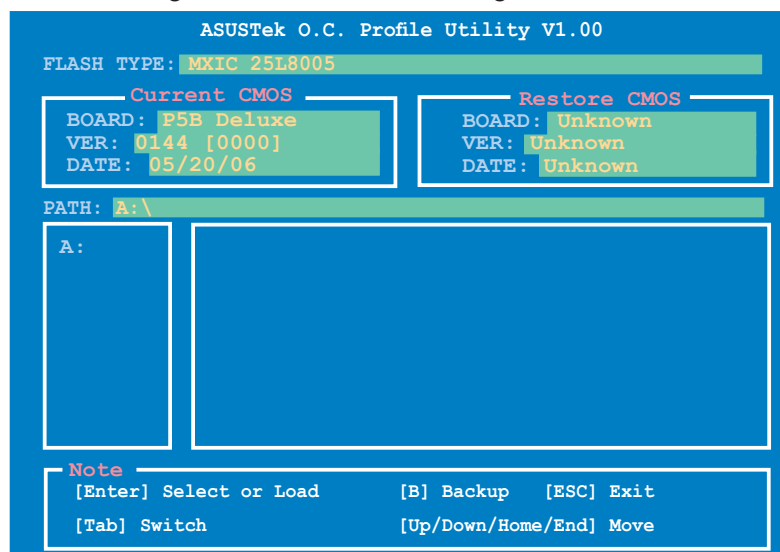 ASUSTek O.C. Profile Utility V1.00
FLASH TYPE: MXIC 25L8005
Current CMOS
BOARD: P5B Deluxe
VER: 0144 [0000]
DATE: 05/20/06
Restore CMOS
BOARD: Unknown
VER: Unknown
DATE: Unknown
PATH: A:\
A:
Note
[Enter] Select or Load [B] Backup [ESC] Exit
[Tab] Switch [Up/Down/Home/End] Move